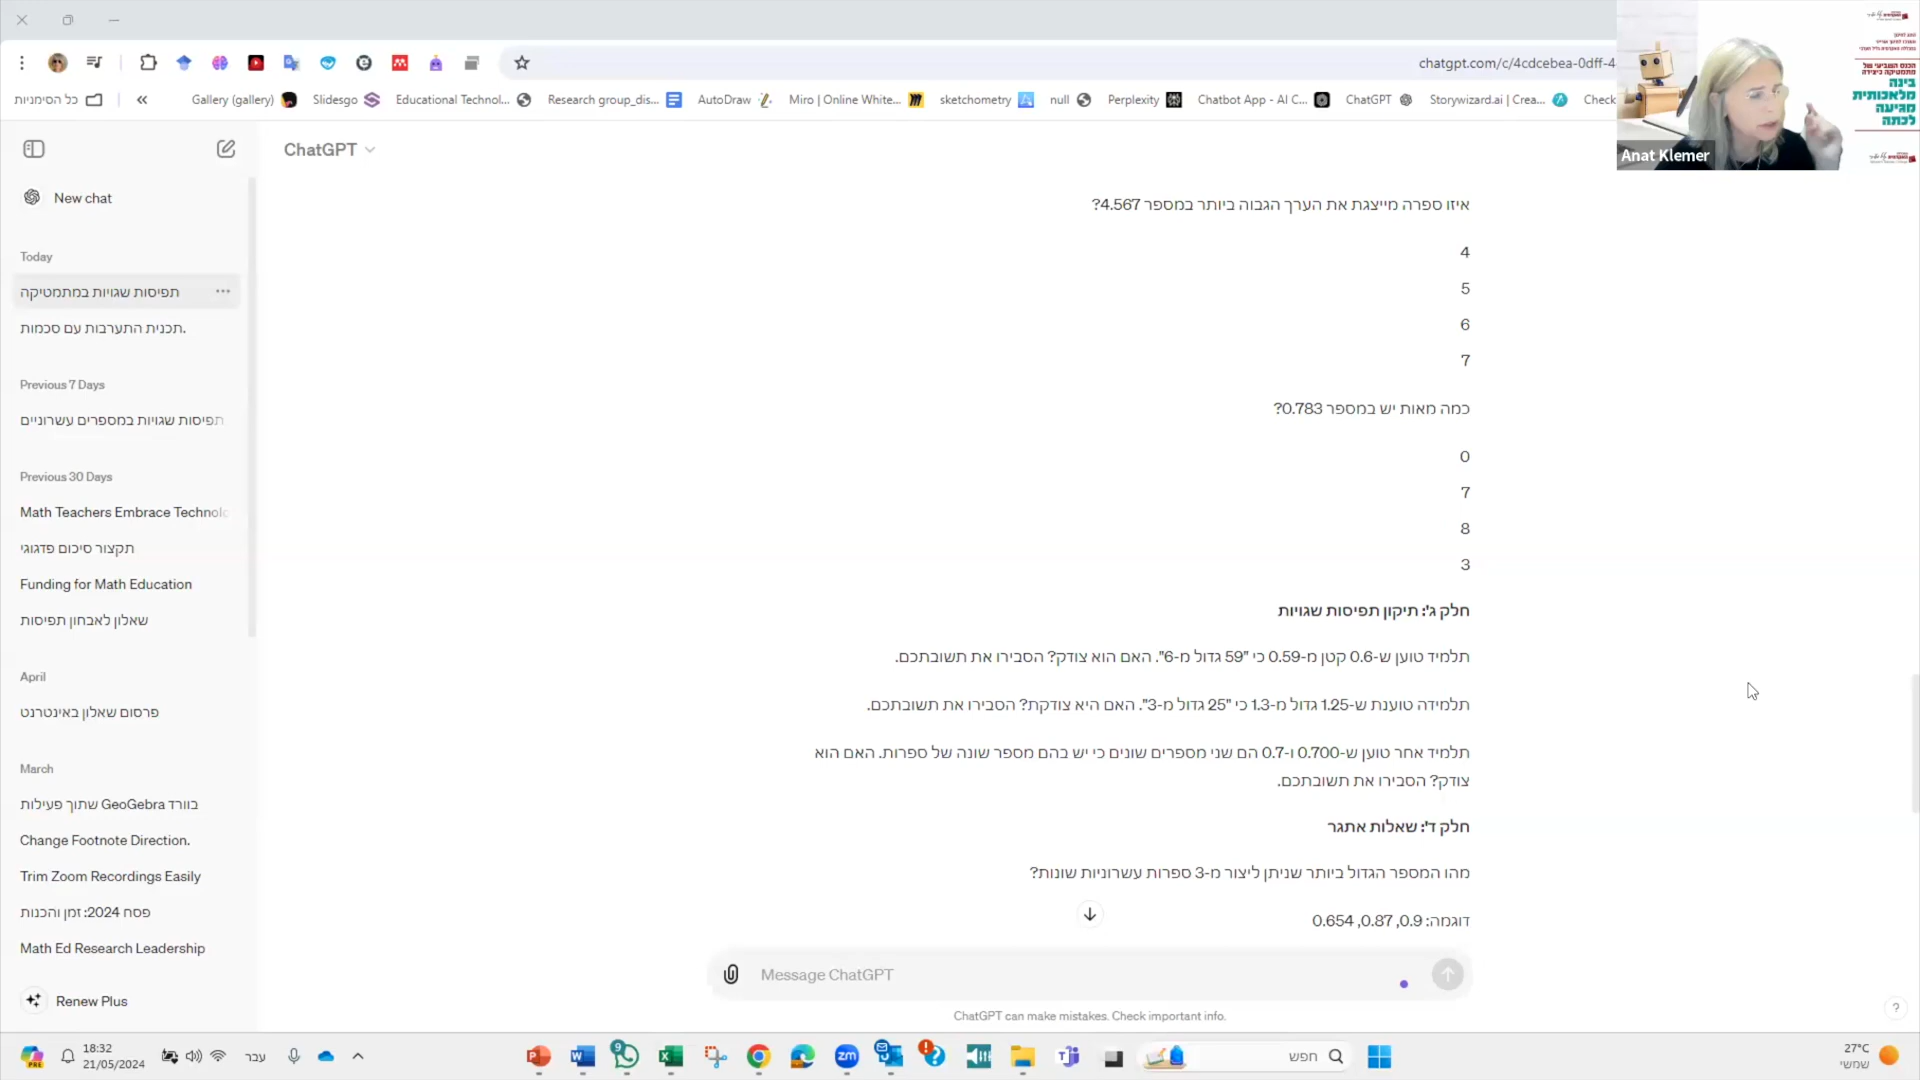 chatgpt.com/c/4cdcebea-0dff-4
כל הסימניות
Gallery (gallery)
Slidesgo
Educational Technol...
Research group_dis...
AutoDraw
Miro | Online White...
sketchometry
null
Perplexity
Chatbot App - AI C...
ChatGPT
Storywizard.ai | Crea...
Check
הכנס השביעי של
מתמטיקה כיצירה
בינה
מלאכותית
מגיעה
לכתה
Anat Klemer
ChatGPT
New chat
Today
תפיסות שגויות במתמטיקה
תכנית התערבות עם סכמות.
Previous 7 Days
תפיסות שגויות במספרים עשרוניים
Previous 30 Days
Math Teachers Embrace Technolo
תקצור סיכום פדגוגי
Funding for Math Education
שאלון לאבחון תפיסות
April
פרסום שאלון באינטרנט
March
שתוך פעילות GeoGebra בוורד
Change Footnote Direction.
Trim Zoom Recordings Easily
פסח 2024: זמן והכנות
Math Ed Research Leadership
Renew Plus
איזו ספרה מייצגת את הערך הגבוה ביותר במספר 4.567?
4
5
6
7
כמה מאות יש במספר 0.783?
0
7
8
3
חלק ג': תיקון תפיסות שגויות
תלמיד טוען ש-0.6 קטן מ-0.59 כי "59 גדול מ-6". האם הוא צודק? הסבירו את תשובתכם.
תלמידה טוענת ש-1.25 גדול מ-1.3 כי "25 גדול מ-3". האם היא צודקת? הסבירו את תשובתכם.
תלמיד אחר טוען ש-0.700 ו-0.7 הם שני מספרים שונים כי יש בהם מספר שונה של ספרות. האם הוא
צודק? הסבירו את תשובתכם.
חלק ד': שאלות אתגר
מהו המספר הגדול ביותר שניתן ליצור מ-3 ספרות עשרוניות שונות?
דוגמה: 0.9, 0.87, 0.654
Message ChatGPT
ChatGPT can make mistakes. Check important info.
?
18:32
21/05/2024
עבר
חפש
27°C
שמשי